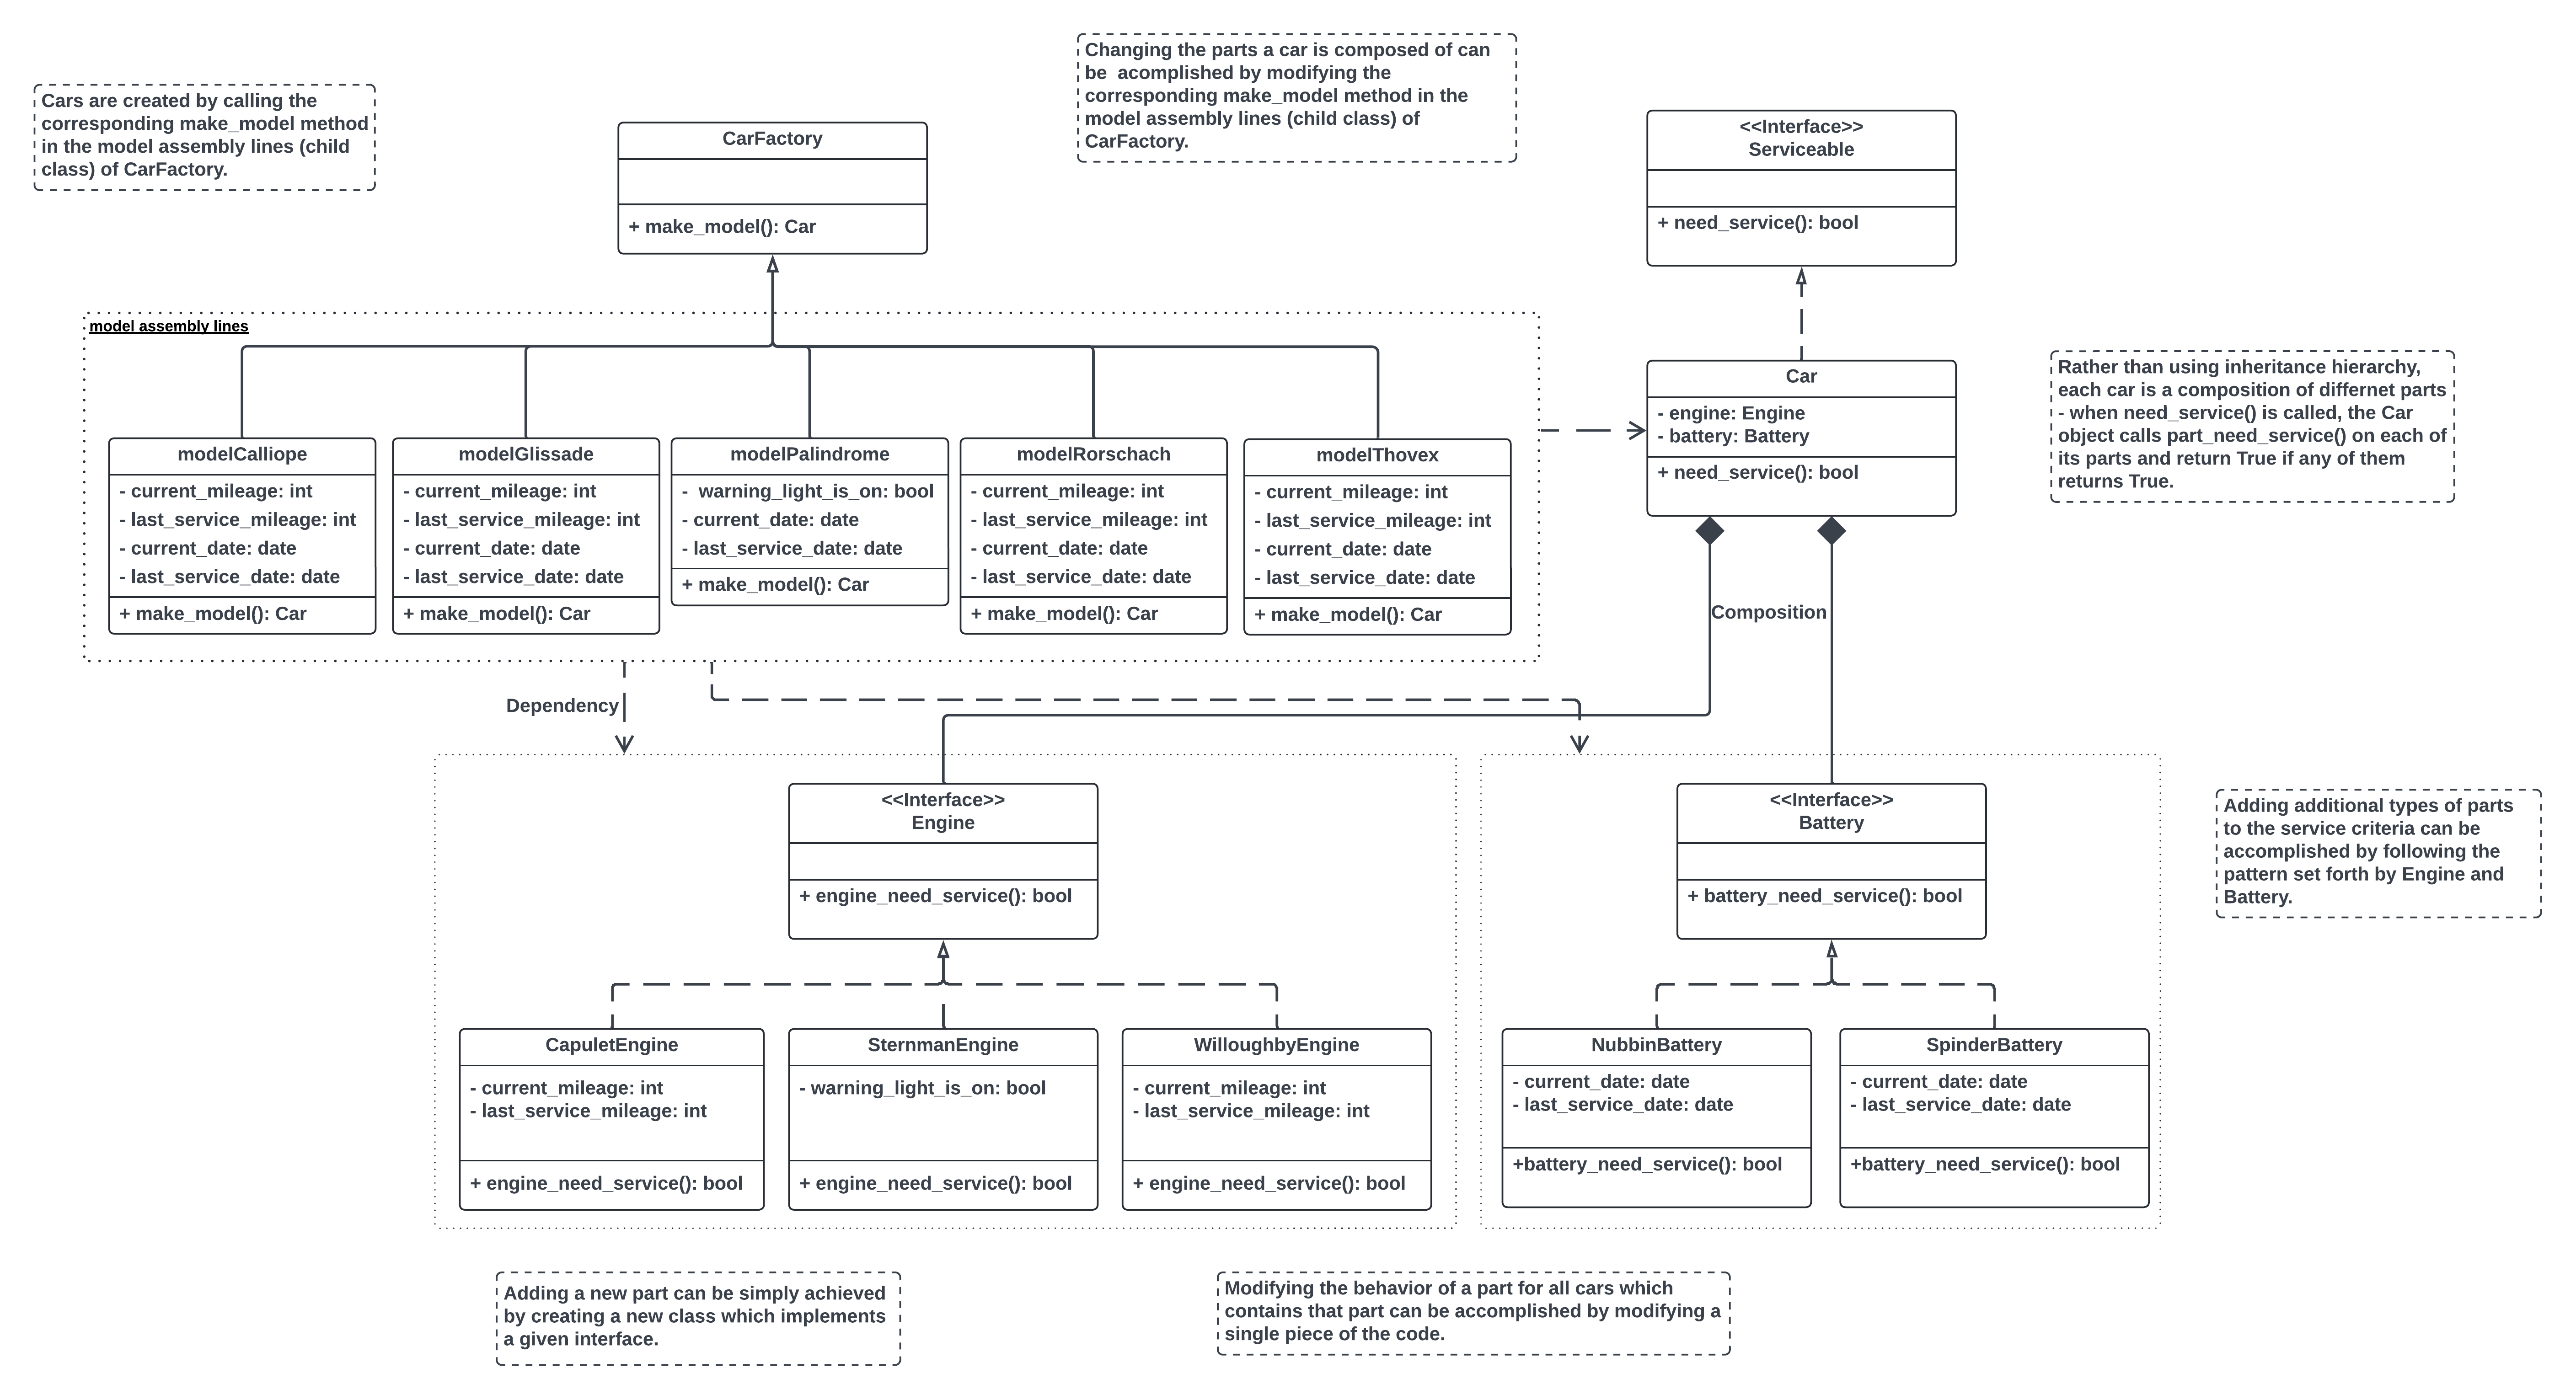 Changing the parts a car is composed of can
be  acomplished by modifying the
corresponding make_model method in the
model assembly lines (child class) of
CarFactory.
Cars are created by calling the
corresponding make_model method
in the model assembly lines (child
class) of CarFactory.
CarFactory
+ make_model(): Car
<<Interface>>
Serviceable
+ need_service(): bool
model assembly lines
modelCalliope
- current_mileage: int
- last_service_mileage: int
- current_date: date
- last_service_date: date
+ make_model(): Car
modelGlissade
- current_mileage: int
- last_service_mileage: int
- current_date: date
- last_service_date: date
+ make_model(): Car
modelPalindrome
-  warning_light_is_on: bool
- current_date: date
- last_service_date: date
+ make_model(): Car
modelRorschach
- current_mileage: int
- last_service_mileage: int
- current_date: date
- last_service_date: date
+ make_model(): Car
modelThovex
- current_mileage: int
- last_service_mileage: int
- current_date: date
- last_service_date: date
+ make_model(): Car
Car
- engine: Engine
- battery: Battery
+ need_service(): bool
Rather than using inheritance hierarchy,
each car is a composition of differnet parts
- when need_service() is called, the Car
object calls part_need_service() on each of
its parts and return True if any of them
returns True.
Composition
Dependency
<<Interface>>
Engine
+ engine_need_service(): bool
<<Interface>>
Battery
+ battery_need_service(): bool
Adding additional types of parts
to the service criteria can be
accomplished by following the
pattern set forth by Engine and
Battery.
CapuletEngine
- current_mileage: int
- last_service_mileage: int
+ engine_need_service(): bool
SternmanEngine
- warning_light_is_on: bool
+ engine_need_service(): bool
WilloughbyEngine
- current_mileage: int
- last_service_mileage: int
+ engine_need_service(): bool
NubbinBattery
- current_date: date
- last_service_date: date
+battery_need_service(): bool
SpinderBattery
- current_date: date
- last_service_date: date
+battery_need_service(): bool
Adding a new part can be simply achieved
by creating a new class which implements
a given interface.
Modifying the behavior of a part for all cars which
contains that part can be accomplished by modifying a
single piece of the code.